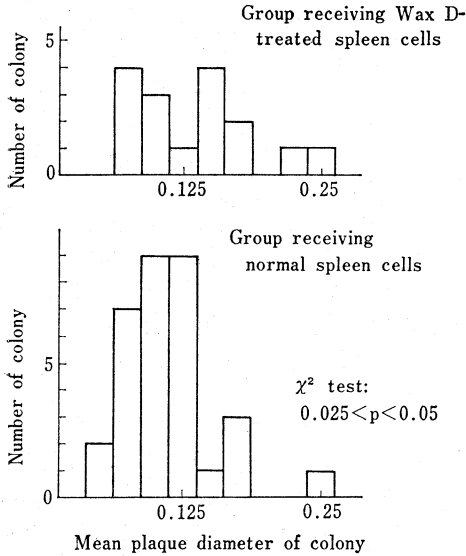 Group receiving Wax D-
treated spleen cells
Number of colony
5
0
0.125
0.25
Group receiving
normal spleen cells
Number of colony
5
0
χ² test:
0.025<p<0.05
0.125
0.25
Mean plaque diameter of colony